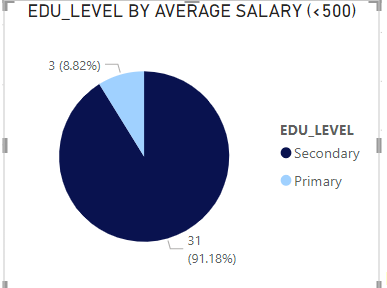 EDU_LEVEL BY AVERAGE SALARY (<500)
3 (8.82%)
EDU_LEVEL
Secondary
Primary
31
(91.18%)